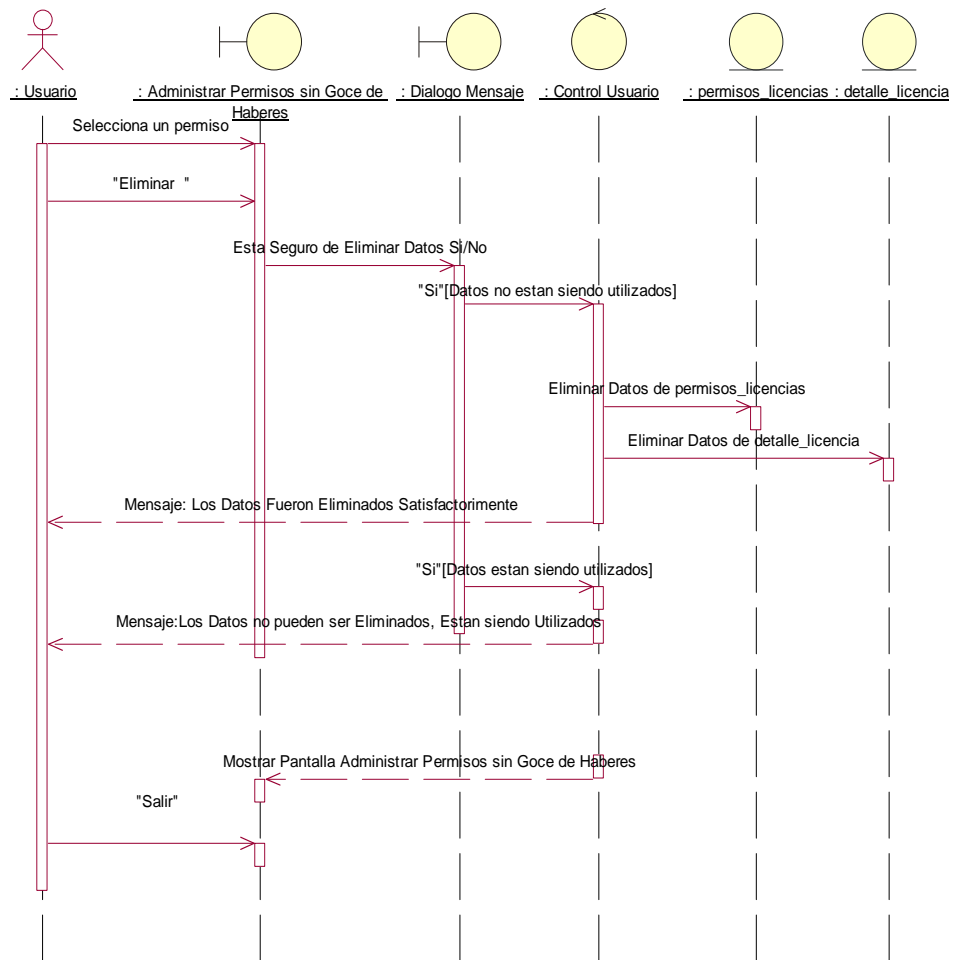 : Usuario
: Administrar Permisos sin Goce de
Haberes
: Dialogo Mensaje
: Control Usuario
: permisos_licencias
: detalle_licencia
Selecciona un permiso
"Eliminar "
Esta Seguro de Eliminar Datos Si/No
"Si"[Datos no estan siendo utilizados]
Eliminar Datos de permisos_licencias
Eliminar Datos de detalle_licencia
Mensaje: Los Datos Fueron Eliminados Satisfactorimente
"Si"[Datos estan siendo utilizados]
Mensaje:Los Datos no pueden ser Eliminados, Estan siendo Utilizados
Mostrar Pantalla Administrar Permisos sin Goce de Haberes
"Salir"